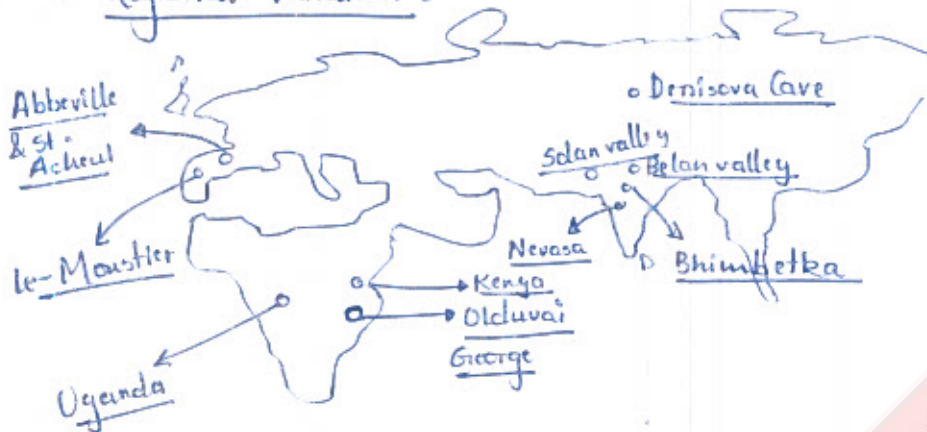 Abbeville
& St.
Acheul
Denisova Cave
Solan valley
Belan valley
le-Moustier
Nevasa
Bhimbetka
Kenya
Olduvai
George
Uganda